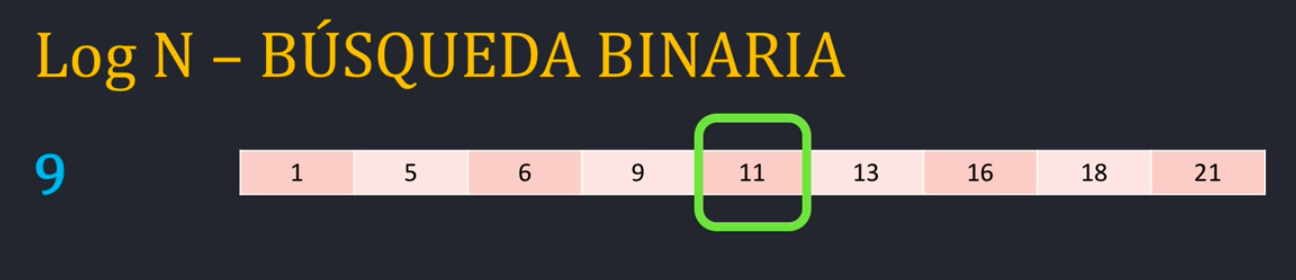 Log N – BÚSQUEDA BINARIA
9 1 5 6 9 11 13 16 18 21